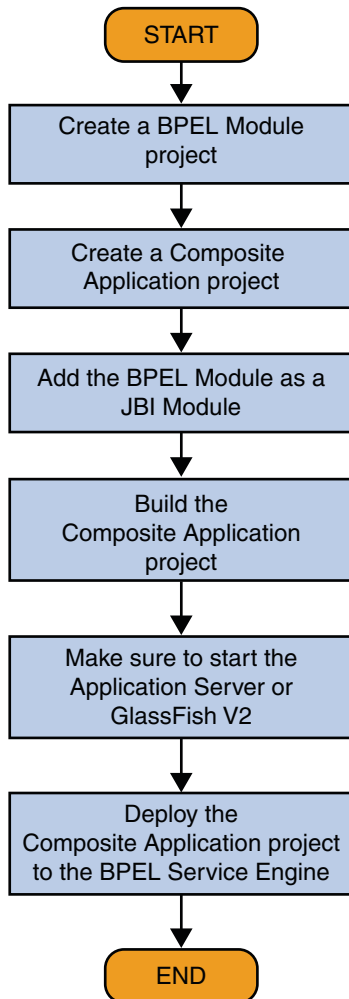 START
Create a BPEL Module
project
Create a Composite
Application project
Add the BPEL Module as a
JBI Module
Build the
Composite Application
project
Make sure to start the
Application Server or
GlassFish V2
Deploy the
Composite Application project
to the BPEL Service Engine
END